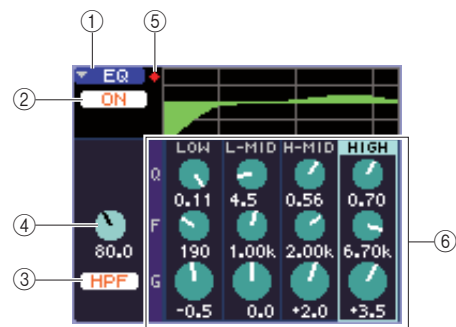 ① ⑤
EQ
② ON
LOW L-MID H-MID HIGH
Q
0.11 4.5 0.56 0.70
④ F ⑥
80.0 190 1.00k 2.00k 6.70k
③ HPF G
-0.5 0.0 +2.0 +3.5